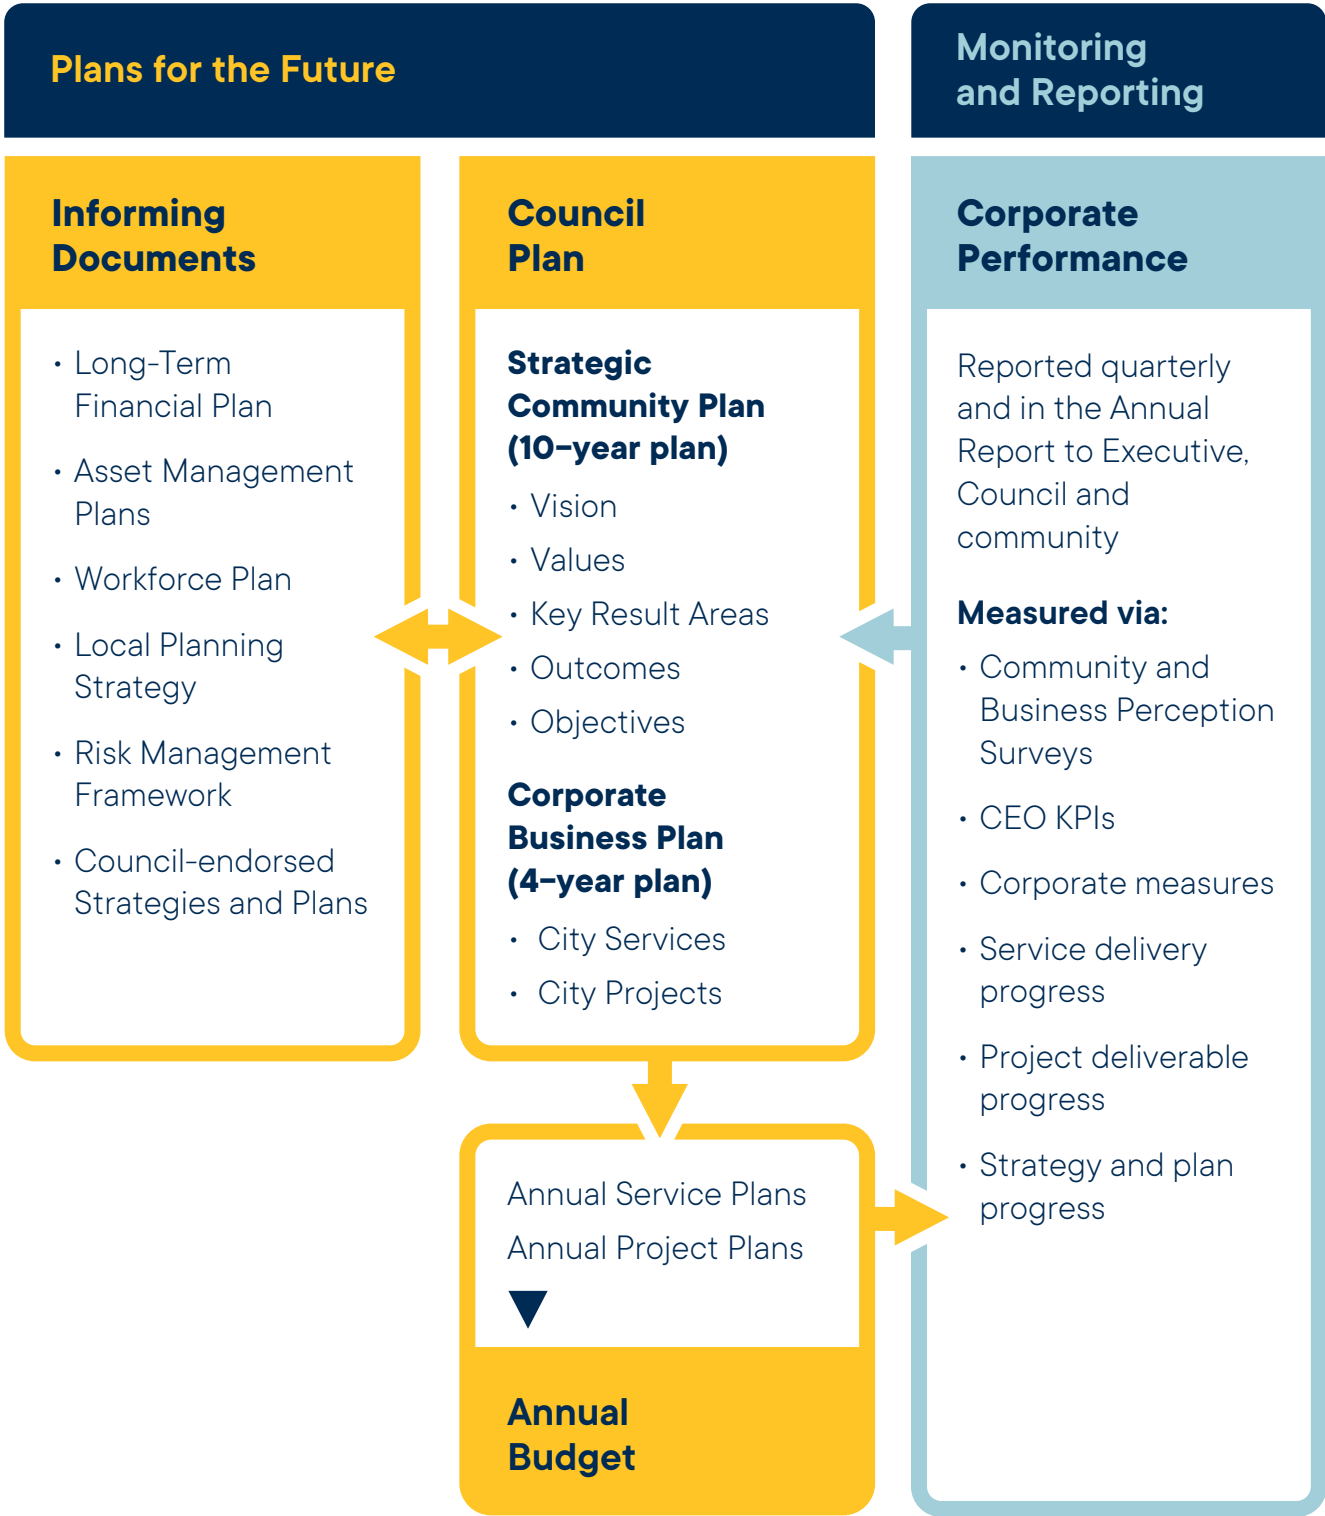 Plans for the Future
Monitoring
and Reporting
Informing
Documents
• Long-Term
Financial Plan
• Asset Management
Plans
• Workforce Plan
• Local Planning
Strategy
• Risk Management
Framework
• Council-endorsed
Strategies and Plans
Council
Plan
Strategic
Community Plan
(10-year plan)
• Vision
• Values
• Key Result Areas
• Outcomes
• Objectives
Corporate
Business Plan
(4-year plan)
• City Services
• City Projects
Annual Service Plans
Annual Project Plans
Annual
Budget
Corporate
Performance
Reported quarterly
and in the Annual
Report to Executive,
Council and
community
Measured via:
• Community and
Business Perception
Surveys
• CEO KPIs
• Corporate measures
• Service delivery
progress
• Project deliverable
progress
• Strategy and plan
progress